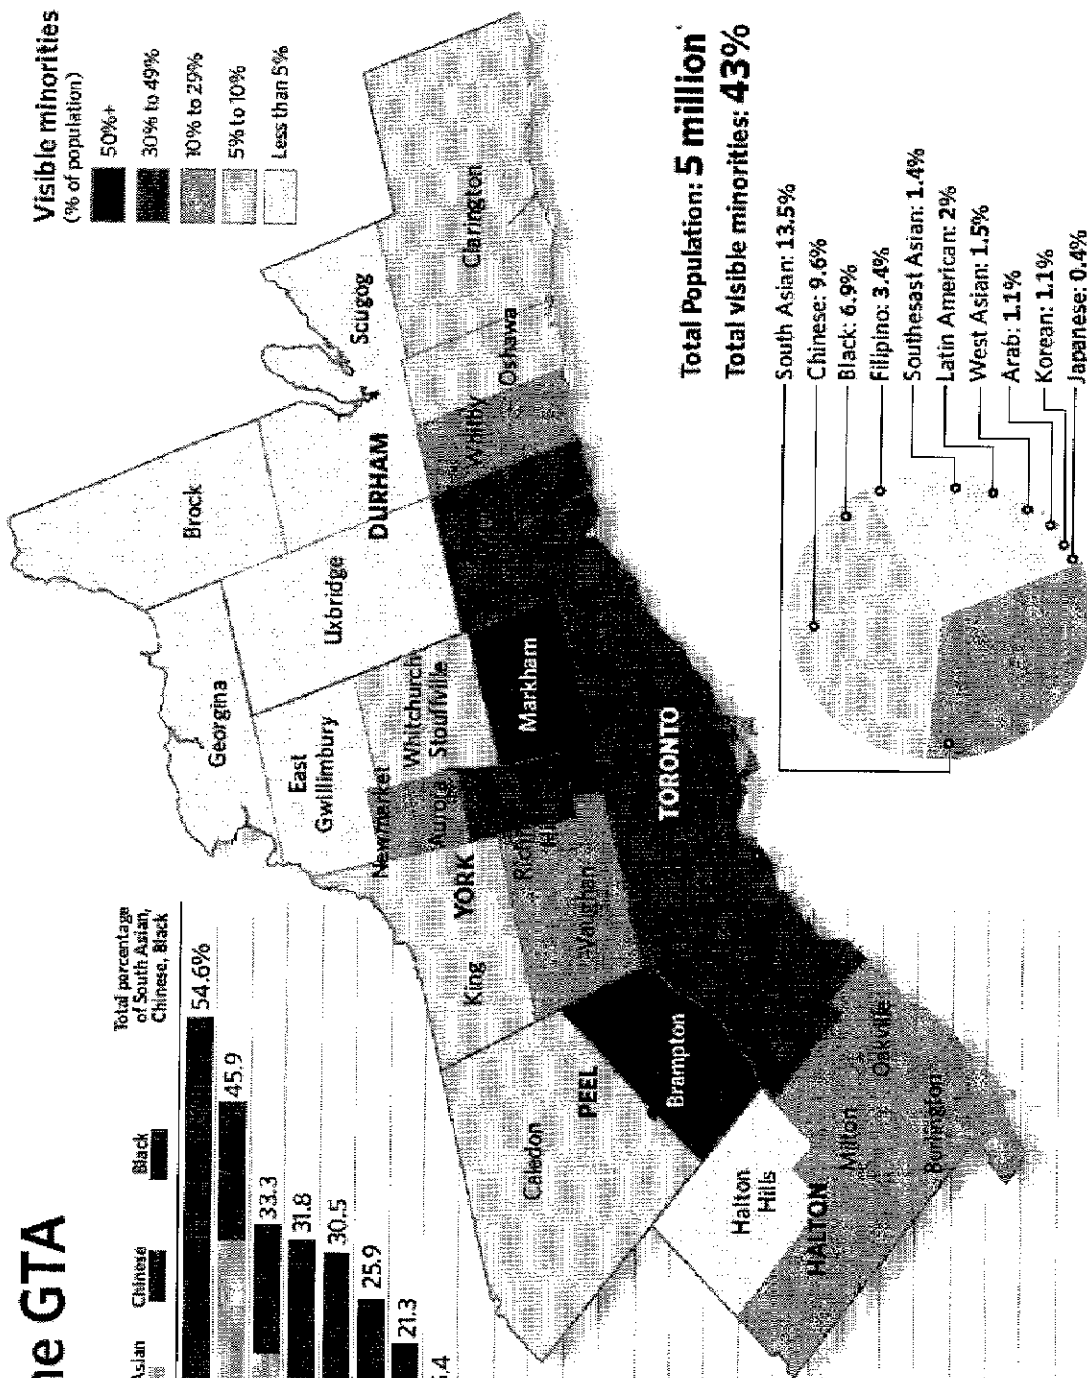 he GTA
Asian
Chinese
Black
Total percentage
of South Asian,
Chinese, Black
54.6%
45.9
33.3
31.8
30.5
25.9
21.3
.4
Visible minorities
(% of population)
50%+
30% to 49%
10% to 29%
5% to 10%
Less than 5%
Brock
Scugog
Georgina
Uxbridge
DURHAM
Clarington
East
Gwillimbury
Whitchurch
Stouffville
Whitby
Oshawa
Newmarket
Aurora
Markham
King
YORK
Vaughan
TORONTO
Caledon
PEEL
Brampton
Halton
Hills
HALTON
Milton
Oakville
Burlington
Total Population: 5 million*
Total visible minorities: 43%
South Asian: 13.5%
Chinese: 9.6%
Black: 6.9%
Filipino: 3.4%
Southesast Asian: 1.4%
Latin American: 2%
West Asian: 1.5%
Arab: 1.1%
Korean: 1.1%
Japanese: 0.4%